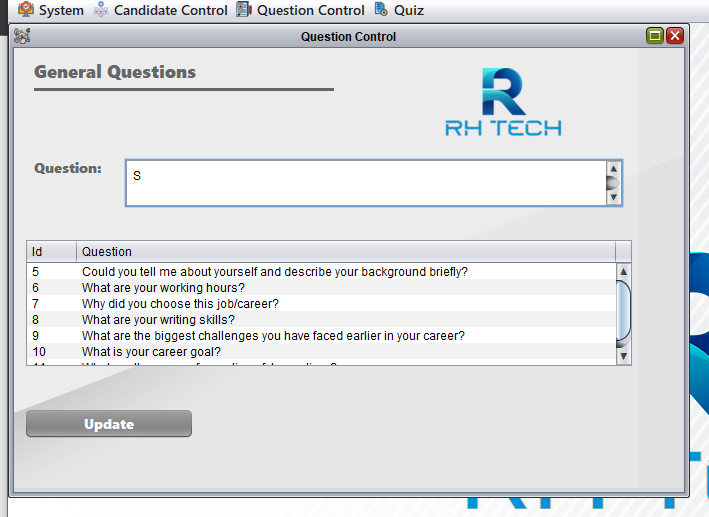 System Candidate Control Question Control Quiz
Question Control
General Questions
RH TECH
Question:
S
Id Question
5 Could you tell me about yourself and describe your background briefly?
6 What are your working hours?
7 Why did you choose this job/career?
8 What are your writing skills?
9 What are the biggest challenges you have faced earlier in your career?
10 What is your career goal?
Update